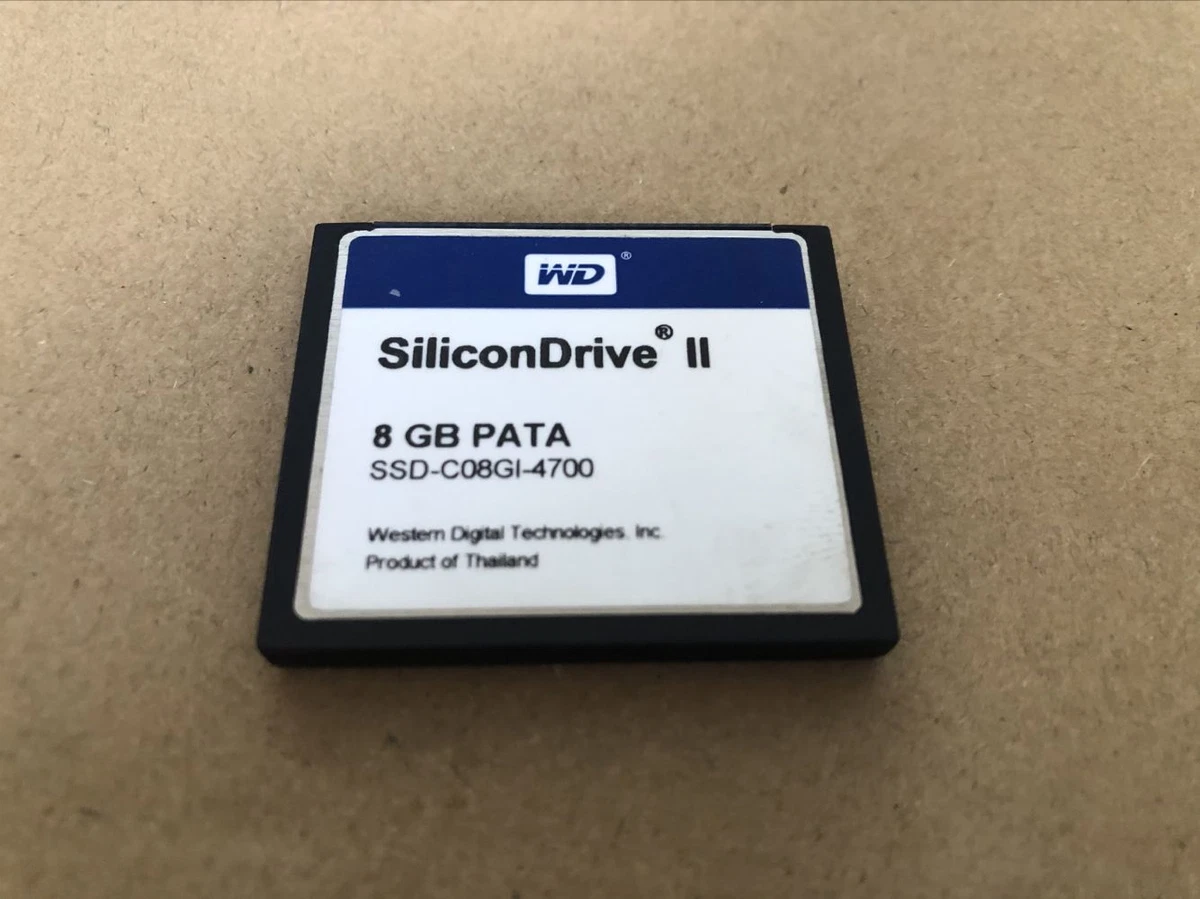 WD®
SiliconDrive® II
8 GB PATA
SSD-C08GI-4700
Western Digital Technologies, Inc.
Product of Thailand